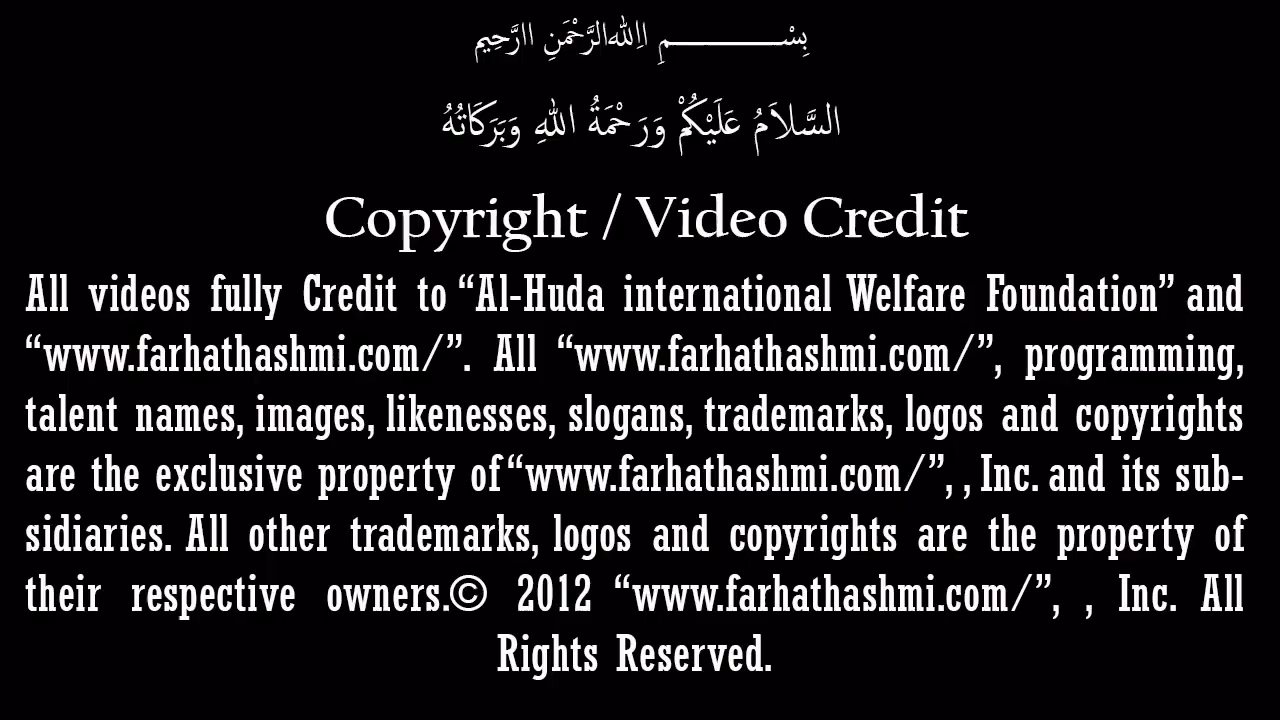 بِسْــــــــمِ اللهِ الرَّحْمَنِ الرَّحِيمِ
السَّلاَمُ عَلَيْكُمْ وَرَحْمَةُ اللهِ وَبَرَكَاتُهُ
Copyright / Video Credit
All videos fully Credit to “Al-Huda international Welfare Foundation” and
“www.farhathashmi.com/”. All “www.farhathashmi.com/”, programming,
talent names, images, likenesses, slogans, trademarks, logos and copyrights
are the exclusive property of “www.farhathashmi.com/”, , Inc. and its sub-
sidiaries. All other trademarks, logos and copyrights are the property of
their respective owners.© 2012 “www.farhathashmi.com/”, , Inc. All
Rights Reserved.